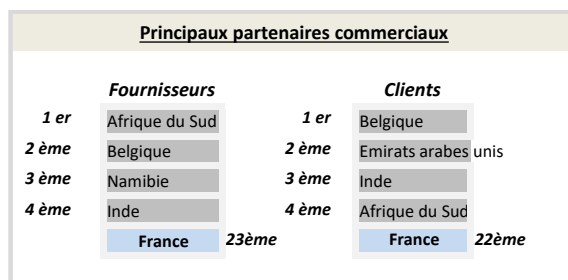 Principaux partenaires commerciaux
Fournisseurs Clients
1 er Afrique du Sud 1 er Belgique
2 ème Belgique 2 ème Emirats arabes unis
3 ème Namibie 3 ème Inde
4 ème Inde 4 ème Afrique du Sud
France 23ème France 22ème